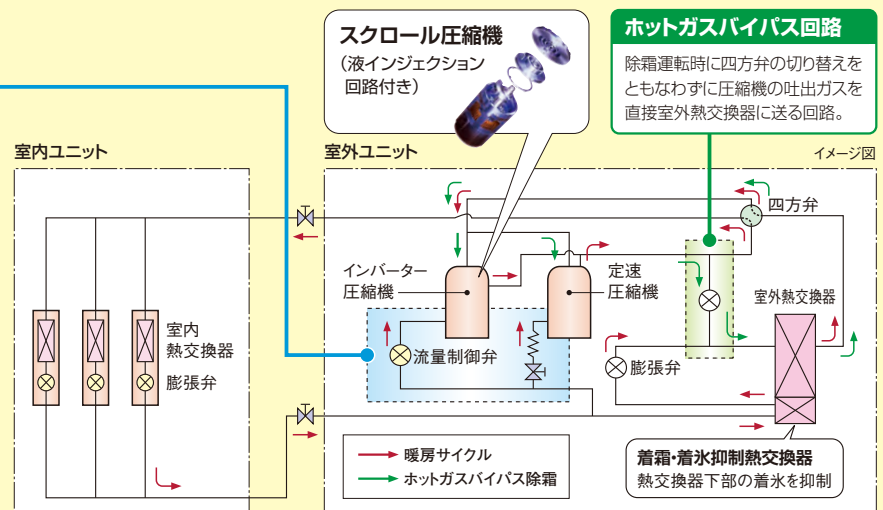 スクロール圧縮機
（液インジェクション
回路付き）
ホットガスバイパス回路
除霜運転時に四方弁の切り替えを
ともなわずに圧縮機の吐出ガスを
直接室外熱交換器に送る回路。
室内ユニット
室外ユニット
イメージ図
四方弁
インバーター
圧縮機
定速
圧縮機
室外熱交換器
室内
熱交換器
膨張弁
流量制御弁
膨張弁
暖房サイクル
ホットガスバイパス除霜
着霜・着氷抑制熱交換器
熱交換器下部の着氷を抑制